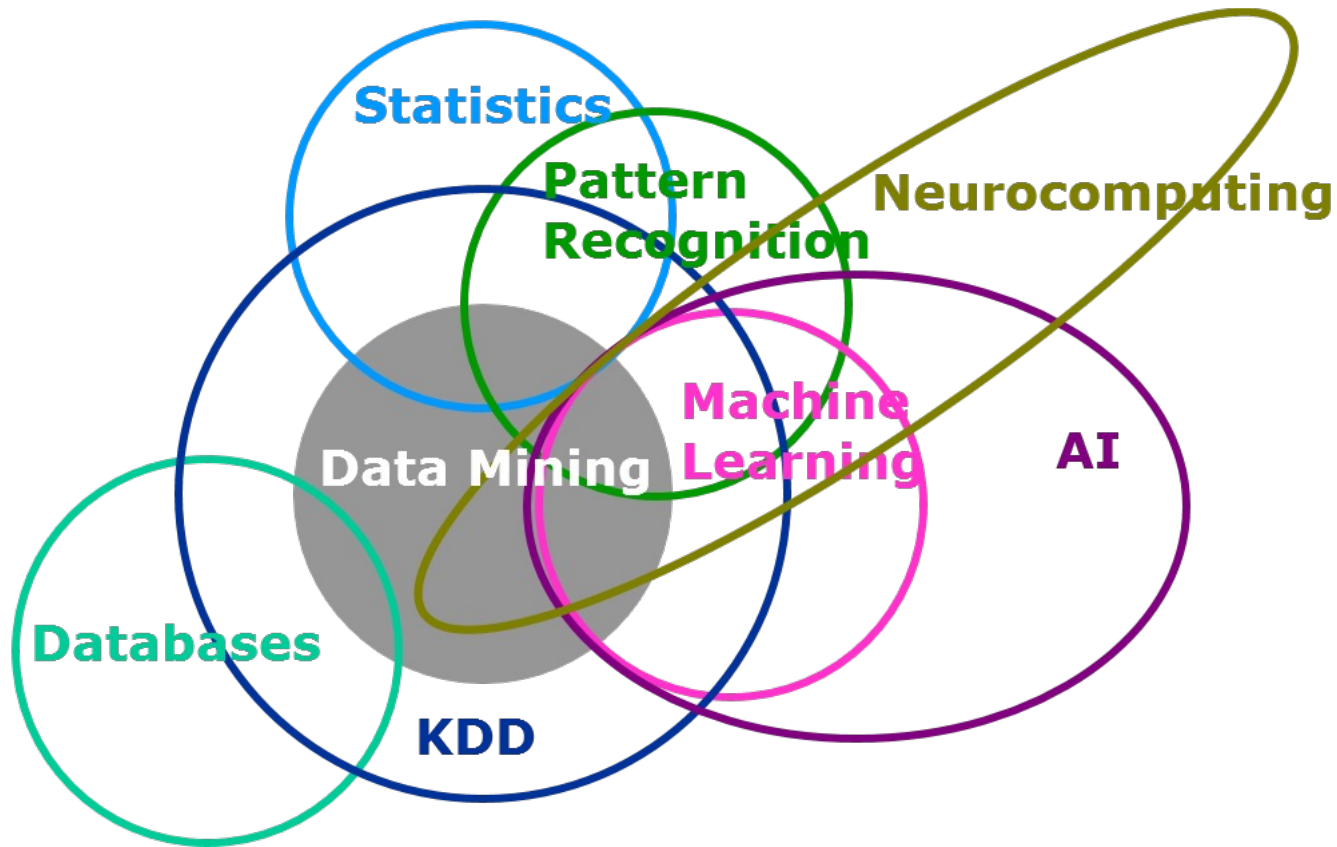 Statistics
Pattern
Recognition
Neurocomputing
Machine
Learning
AI
Data Mining
Databases
KDD